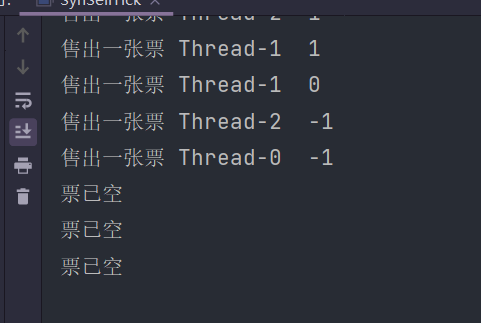 售出一张票 Thread-2 1
售出一张票 Thread-1 1
售出一张票 Thread-1 0
售出一张票 Thread-2 -1
售出一张票 Thread-0 -1
票已空
票已空
票已空